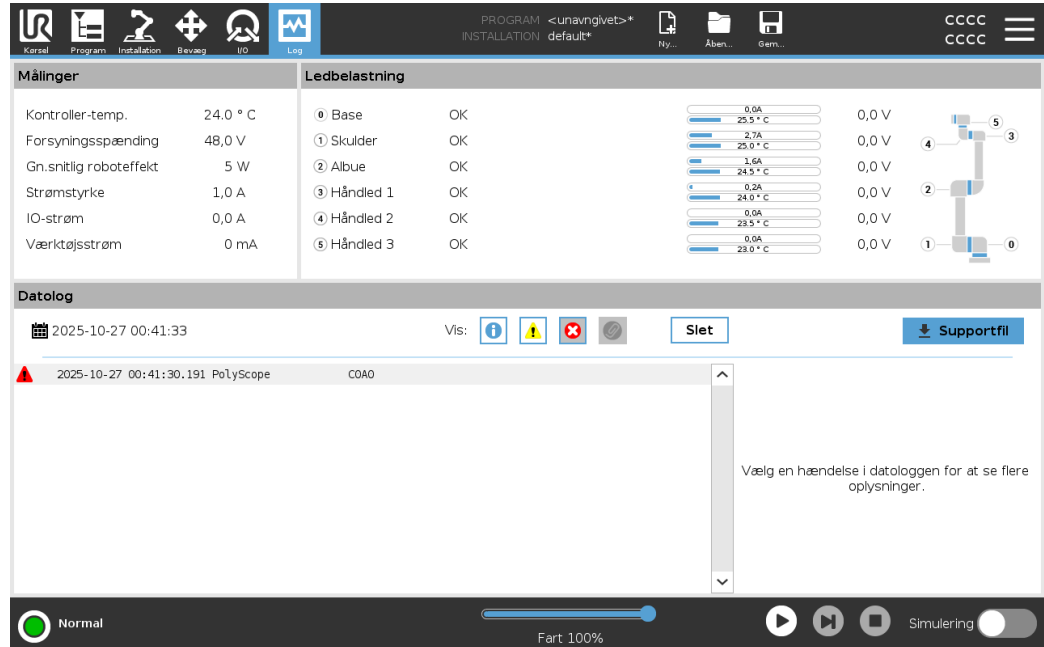 PROGRAM <unavngivet>*
INSTALLATION default*
Kørsel Program Installation Bevæg I/O Log
Ny... Åben... Gem...
CCCC
CCCC
Målinger
Kontroller-temp. 24.0 ° C
Forsyningsspænding 48,0 V
Gn.snitlig roboteffekt 5 W
Strømstyrke 1,0 A
IO-strøm 0,0 A
Værktøjsstrøm 0 mA
Ledbelastning
0 Base OK 0,0A 25.5 ° C 0,0 V
1 Skulder OK 2,7A 25.0 ° C 0,0 V
2 Albue OK 1,6A 24.5 ° C 0,0 V
3 Håndled 1 OK 0,2A 24.0 ° C 0,0 V
4 Håndled 2 OK 0,0A 23.5 ° C 0,0 V
5 Håndled 3 OK 0,0A 23.0 ° C 0,0 V
5
4 3
2
1 0
Datolog
2025-10-27 00:41:33 Vis: Slet Supportfil
2025-10-27 00:41:30.191 PolyScope C0A0
Vælg en hændelse i datologgen for at se flere
oplysninger.
Normal
Fart 100%
Simulering